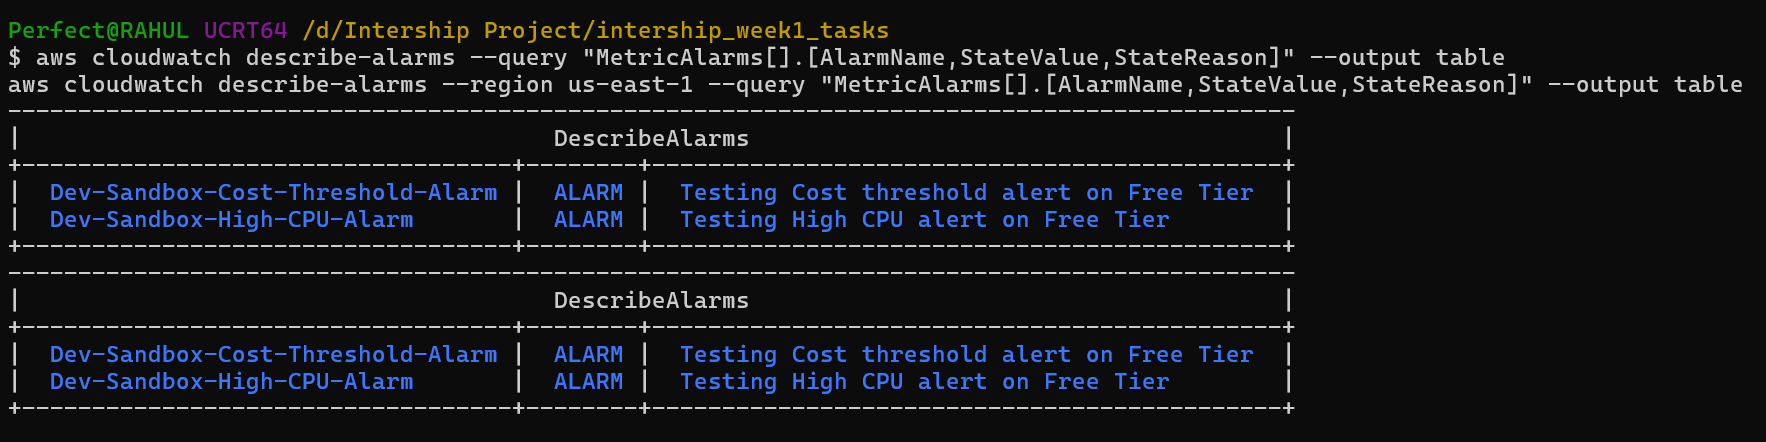 Perfect@RAHUL UCRT64 /d/Intership Project/intership_week1_tasks
$ aws cloudwatch describe-alarms --query "MetricAlarms[].[AlarmName,StateValue,StateReason]" --output table
aws cloudwatch describe-alarms --region us-east-1 --query "MetricAlarms[].[AlarmName,StateValue,StateReason]" --output table
--------------------------------------------------------------------------------------------
|                                      DescribeAlarms                                      |
+-----------------------------------+--------+---------------------------------------------+
|  Dev-Sandbox-Cost-Threshold-Alarm |  ALARM |  Testing Cost threshold alert on Free Tier  |
|  Dev-Sandbox-High-CPU-Alarm       |  ALARM |  Testing High CPU alert on Free Tier        |
+-----------------------------------+--------+---------------------------------------------+
--------------------------------------------------------------------------------------------
|                                      DescribeAlarms                                      |
+-----------------------------------+--------+---------------------------------------------+
|  Dev-Sandbox-Cost-Threshold-Alarm |  ALARM |  Testing Cost threshold alert on Free Tier  |
|  Dev-Sandbox-High-CPU-Alarm       |  ALARM |  Testing High CPU alert on Free Tier        |
+-----------------------------------+--------+---------------------------------------------+